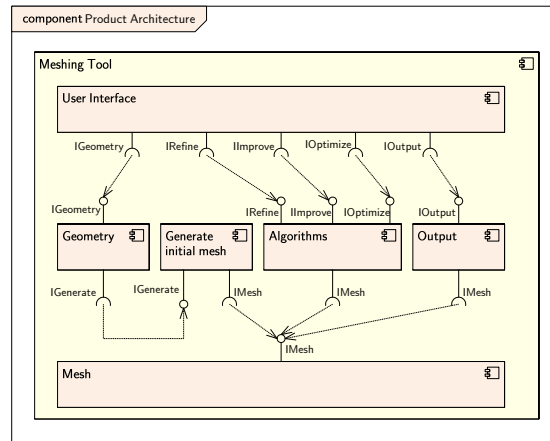 component Product Architecture
Meshing Tool
User Interface
IGeometry
IRefine
IImprove
IOptimize
IOutput
IGeometry
IRefine
IImprove
IOptimize
IOutput
Geometry
Generate
initial mesh
Algorithms
Output
IGenerate
IGenerate
IMesh
IMesh
IMesh
IMesh
Mesh